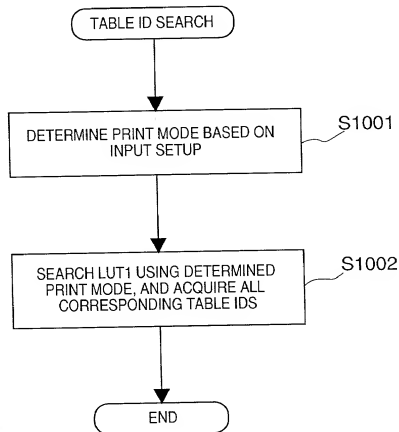 TABLE ID SEARCH
DETERMINE PRINT MODE BASED ON
INPUT SETUP
S1001
SEARCH LUT1 USING DETERMINED
PRINT MODE, AND ACQUIRE ALL
CORRESPONDING TABLE IDS
S1002
END